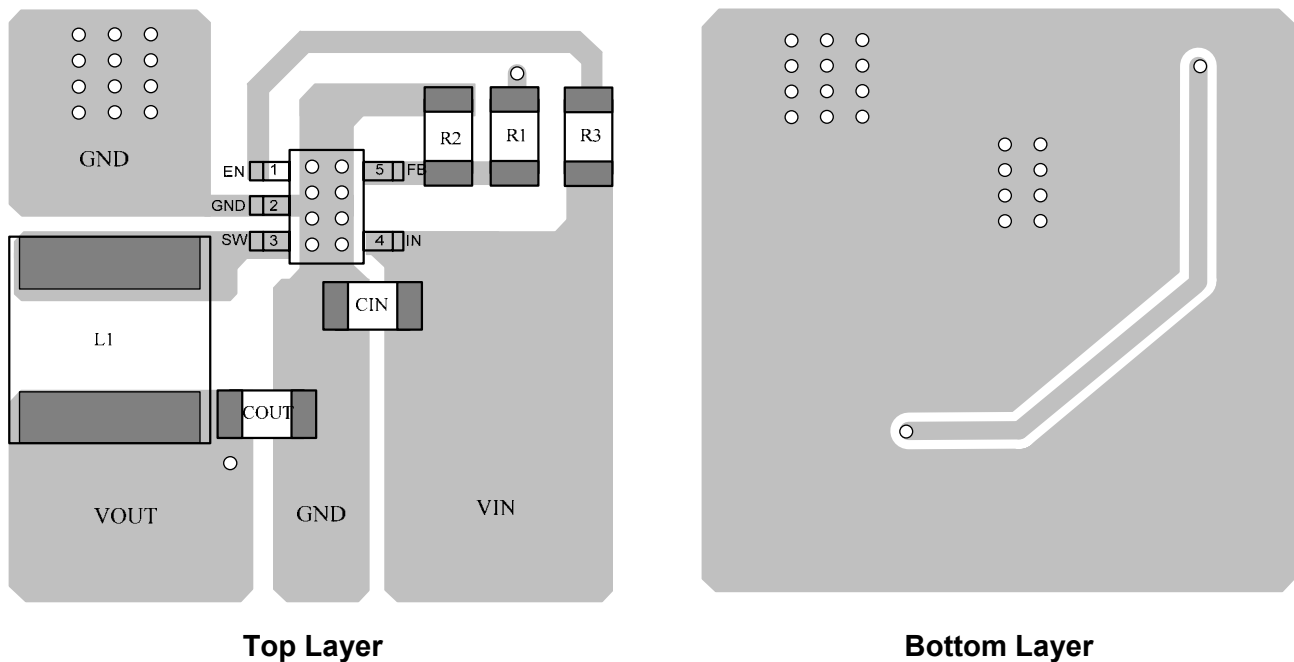 R2
R1
R3
GND
EN
1
5
FB
GND
2
SW
3
4
IN
CIN
L1
COUT
VOUT
GND
VIN
Top Layer
Bottom Layer